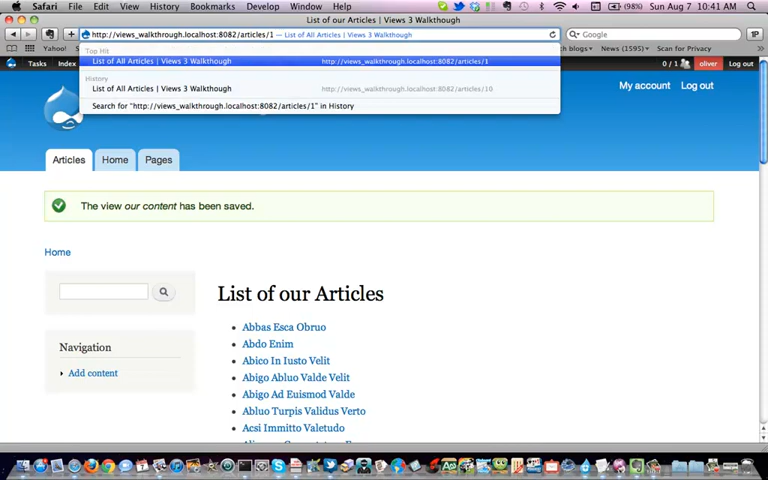 Safari File Edit View History Bookmarks Develop Window Help (98%) Sun Aug 7 10:41 AM
List of our Articles | Views 3 Walkthough
http://views_walkthrough.localhost:8082/articles/1 — List of All Articles | Views 3 Walkthough Google
Top Hit
Yahoo! News (1595) Scan for Privacy
Tasks Index List of All Articles | Views 3 Walkthough http://views_walkthrough.localhost:8082/articles/1 0 / 1 oliver Log out
History
List of All Articles | Views 3 Walkthough http://views_walkthrough.localhost:8082/articles/10
My account Log out
Search for "http://views_walkthrough.localhost:8082/articles/1" in History
Articles Home Pages
The view our content has been saved.
Home
List of our Articles
Navigation
Add content
Abbas Esca Obruo
Abdo Enim
Abico In Iusto Velit
Abigo Abluo Valde Velit
Abigo Ad Euismod Valde
Abluo Turpis Validus Verto
Acsi Immitto Valetudo